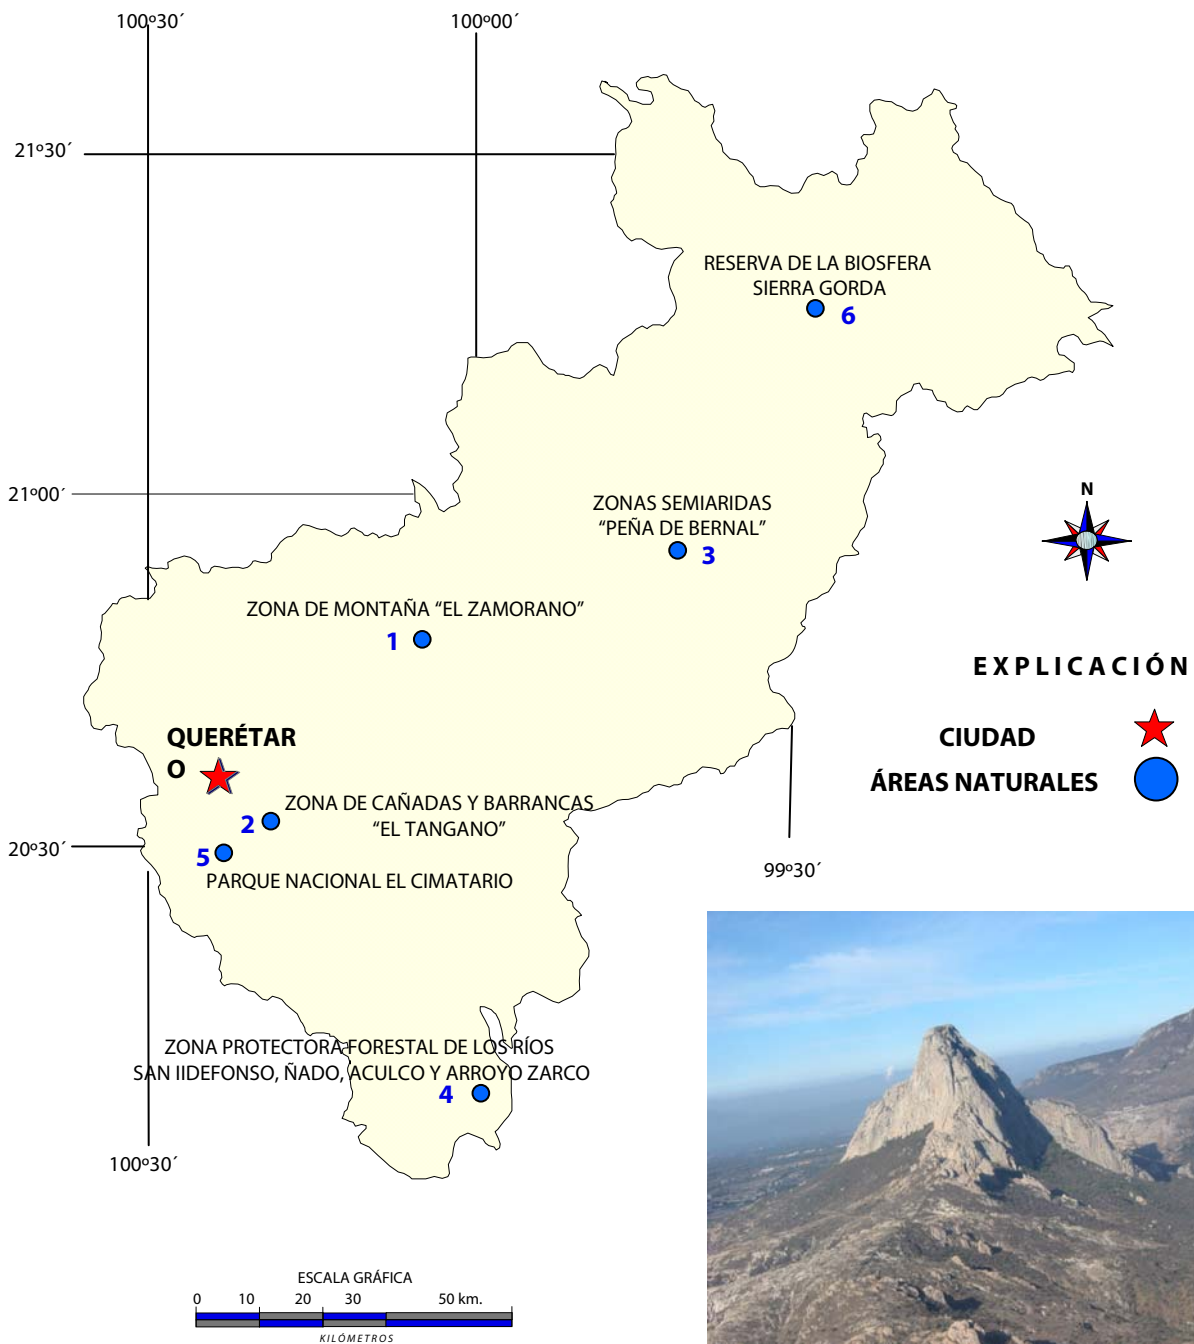 100º30´
100º00´
21º30´
RESERVA DE LA BIOSFERA
SIERRA GORDA
6
21º00´
ZONAS SEMIARIDAS
“PEÑA DE BERNAL”
3
N
ZONA DE MONTAÑA “EL ZAMORANO”
1
EXPLICACIÓN
QUERÉTAR
O
CIUDAD
ÁREAS NATURALES
ZONA DE CAÑADAS Y BARRANCAS
“EL TANGANO”
2
20º30´
5
PARQUE NACIONAL EL CIMATARIO
99º30´
ZONA PROTECTORA FORESTAL DE LOS RÍOS
SAN IIDEFONSO, ÑADO, ACULCO Y ARROYO ZARCO
4
100º30´
ESCALA GRÁFICA
0 10 20 30 50 km.
KILÓMETROS